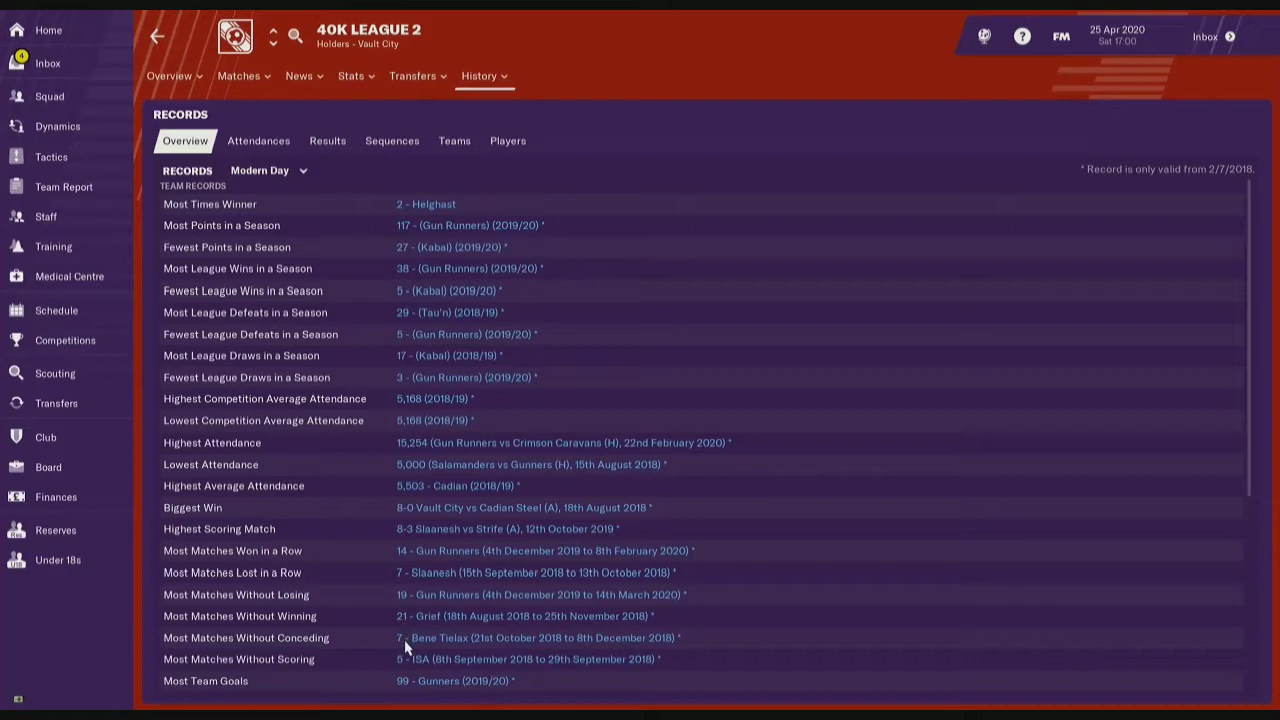 Home
4
Inbox
Squad
Dynamics
Tactics
Team Report
Staff
Training
Medical Centre
Schedule
Competitions
Scouting
Transfers
Club
Board
Finances
Res
Reserves
U18
Under 18s
40K LEAGUE 2
Holders - Vault City
?
FM
25 Apr 2020
Sat 17:00
Inbox
Overview Matches News Stats Transfers History
RECORDS
Overview Attendances Results Sequences Teams Players
RECORDS Modern Day
* Record is only valid from 2/7/2018.
TEAM RECORDS
Most Times Winner 2 - Helghast
Most Points in a Season 117 - (Gun Runners) (2019/20) *
Fewest Points in a Season 27 - (Kabal) (2019/20) *
Most League Wins in a Season 38 - (Gun Runners) (2019/20) *
Fewest League Wins in a Season 5 - (Kabal) (2019/20) *
Most League Defeats in a Season 29 - (Tau'n) (2018/19) *
Fewest League Defeats in a Season 5 - (Gun Runners) (2019/20) *
Most League Draws in a Season 17 - (Kabal) (2018/19) *
Fewest League Draws in a Season 3 - (Gun Runners) (2019/20) *
Highest Competition Average Attendance 5,168 (2018/19) *
Lowest Competition Average Attendance 5,168 (2018/19) *
Highest Attendance 15,254 (Gun Runners vs Crimson Caravans (H), 22nd February 2020) *
Lowest Attendance 5,000 (Salamanders vs Gunners (H), 15th August 2018) *
Highest Average Attendance 5,503 - Cadian (2018/19) *
Biggest Win 8-0 Vault City vs Cadian Steel (A), 18th August 2018 *
Highest Scoring Match 8-3 Slaanesh vs Strife (A), 12th October 2019 *
Most Matches Won in a Row 14 - Gun Runners (4th December 2019 to 8th February 2020) *
Most Matches Lost in a Row 7 - Slaanesh (15th September 2018 to 13th October 2018) *
Most Matches Without Losing 19 - Gun Runners (4th December 2019 to 14th March 2020) *
Most Matches Without Winning 21 - Grief (18th August 2018 to 25th November 2018) *
Most Matches Without Conceding 7 - Bene Tielax (21st October 2018 to 8th December 2018) *
Most Matches Without Scoring 5 - ISA (8th September 2018 to 29th September 2018) *
Most Team Goals 99 - Gunners (2019/20) *